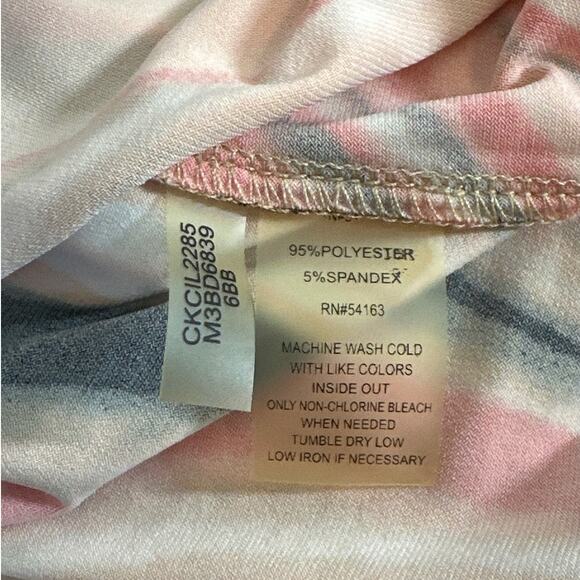 CKCIL2285
M3BD6839
6BB
95%POLYESTER
5%SPANDEX
RN#54163
MACHINE WASH COLD
WITH LIKE COLORS
INSIDE OUT
ONLY NON-CHLORINE BLEACH
WHEN NEEDED
TUMBLE DRY LOW
LOW IRON IF NECESSARY